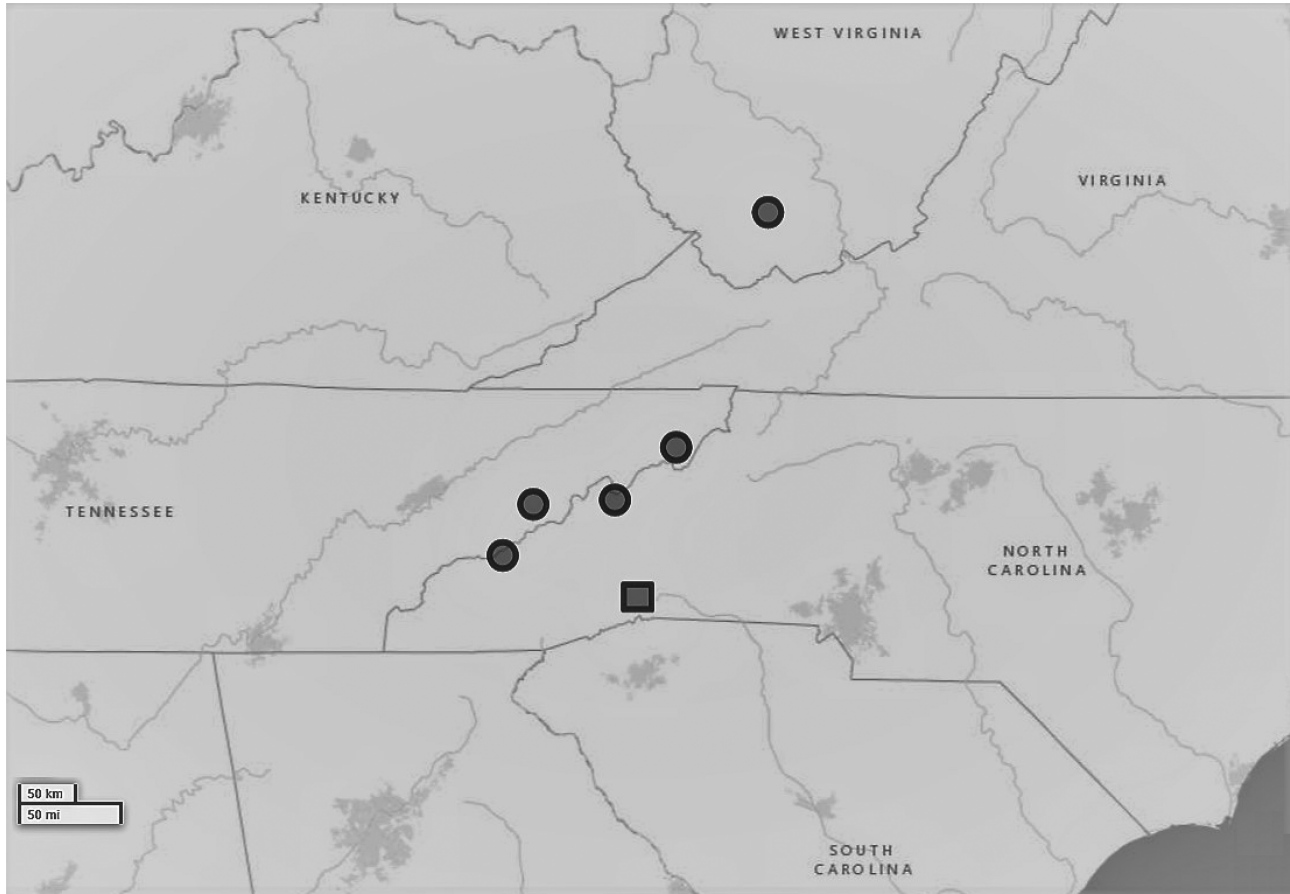 WEST VIRGINIA
VIRGINIA
KENTUCKY
TENNESSEE
NORTH
CAROLINA
50 km
50 mi
SOUTH
CAROLINA